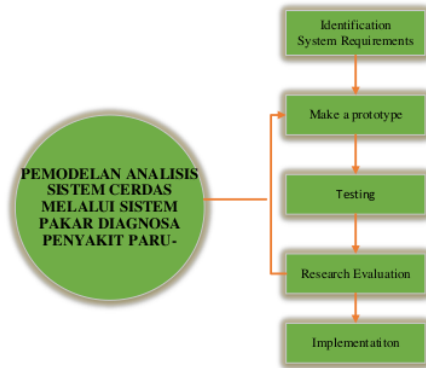 Identification
System Requirements
Make a prototype
PEMODELAN ANALISIS
SISTEM CERDAS
MELALUI SISTEM
PAKAR DIAGNOSA
PENYAKIT PARU-
Testing
Research Evaluation
Implementatiton